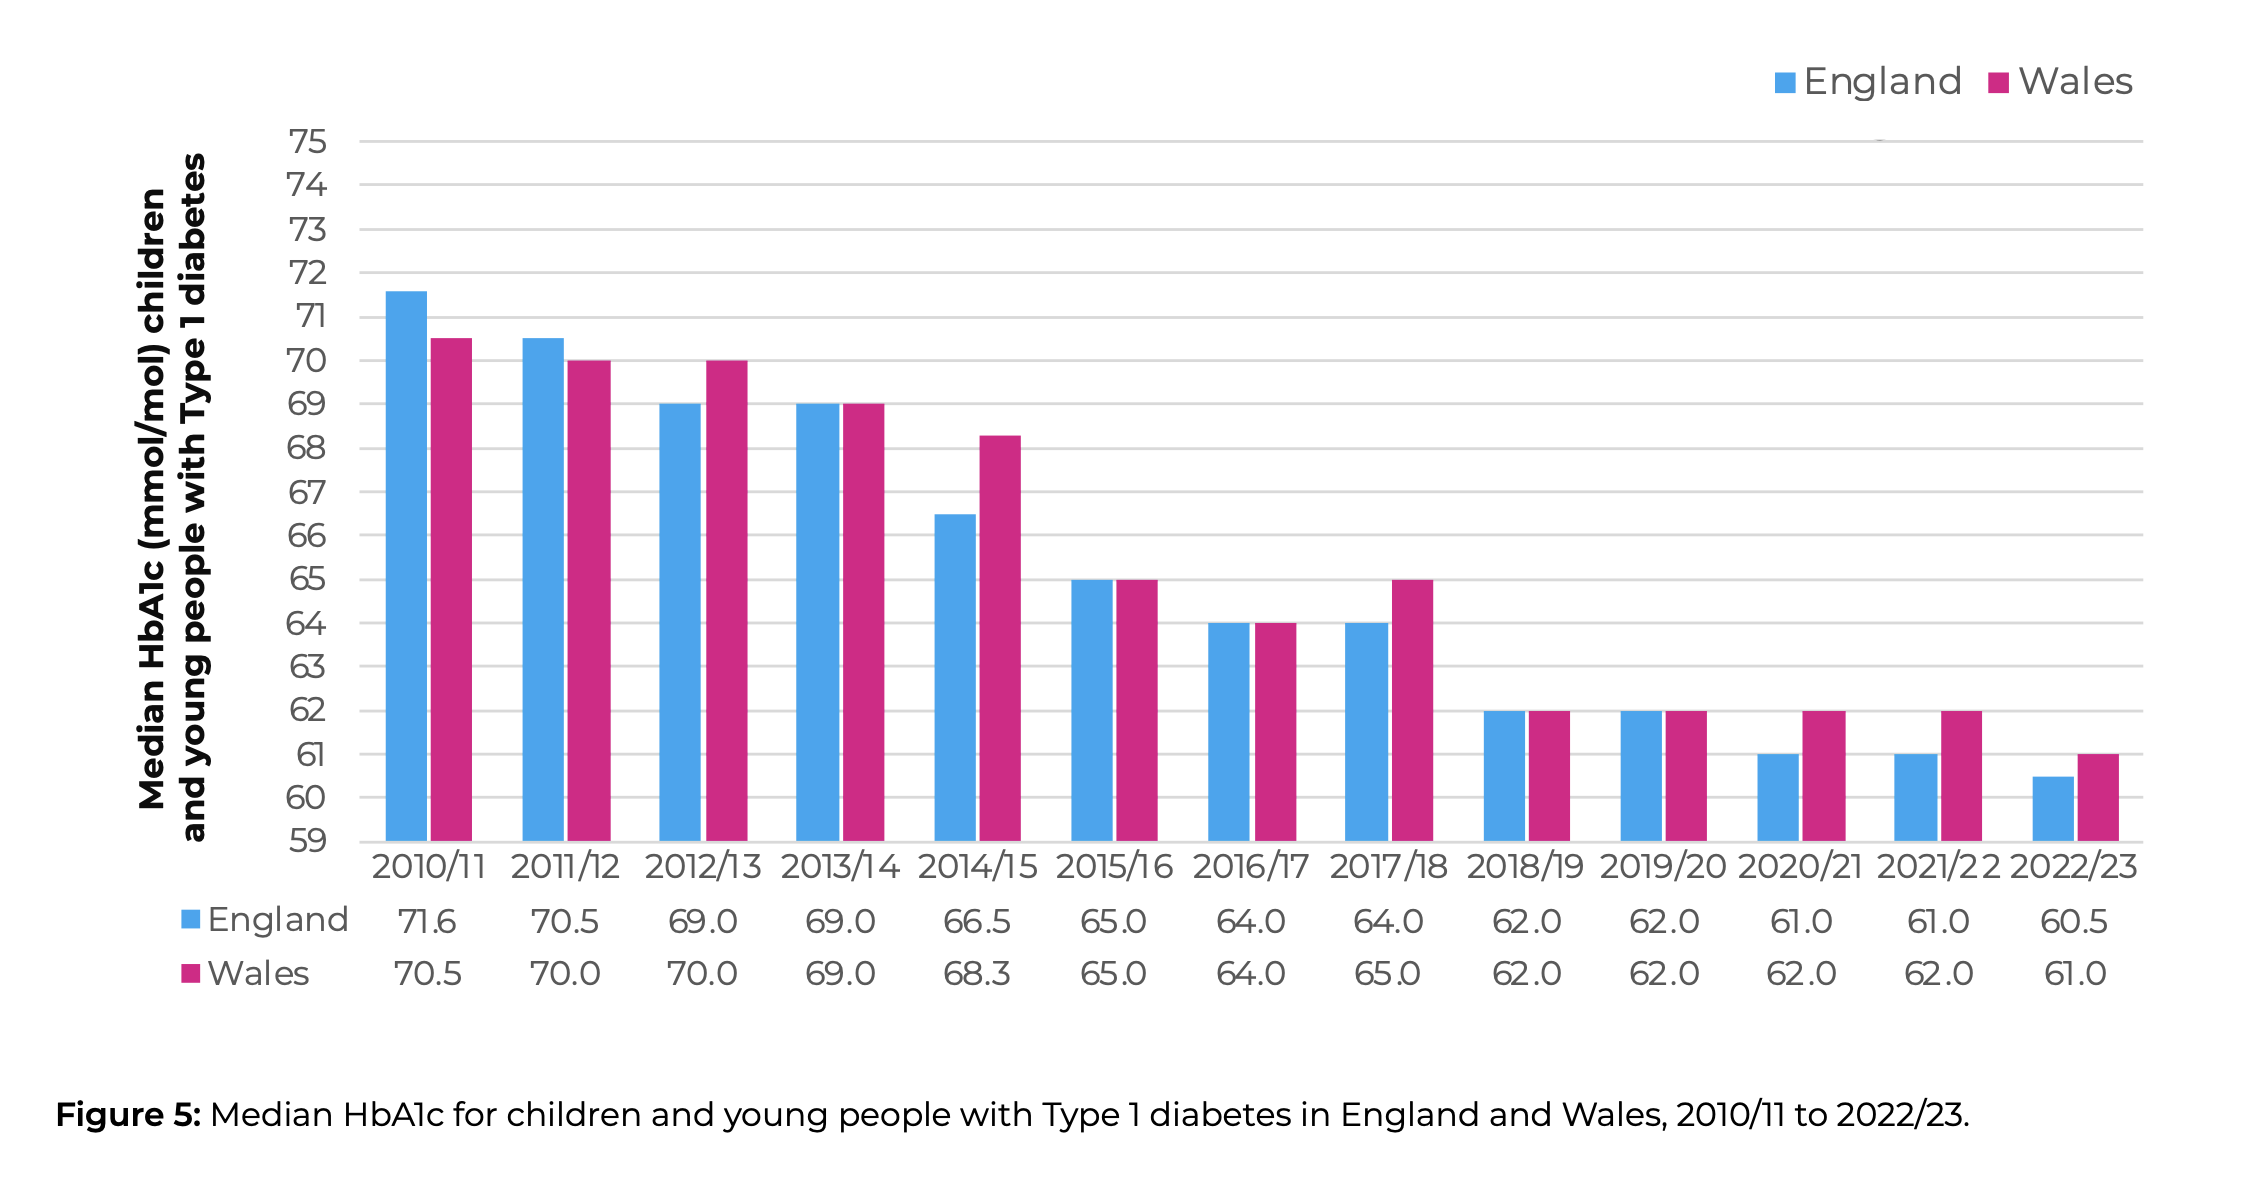 England Wales
Median HbA1c (mmol/mol) children
and young people with Type 1 diabetes
75
74
73
72
71
70
69
68
67
66
65
64
63
62
61
60
59
2010/11 2011/12 2012/13 2013/14 2014/15 2015/16 2016/17 2017/18 2018/19 2019/20 2020/21 2021/22 2022/23
England 71.6 70.5 69.0 69.0 66.5 65.0 64.0 64.0 62.0 62.0 61.0 61.0 60.5
Wales 70.5 70.0 70.0 69.0 68.3 65.0 64.0 65.0 62.0 62.0 62.0 62.0 61.0
Figure 5: Median HbA1c for children and young people with Type 1 diabetes in England and Wales, 2010/11 to 2022/23.